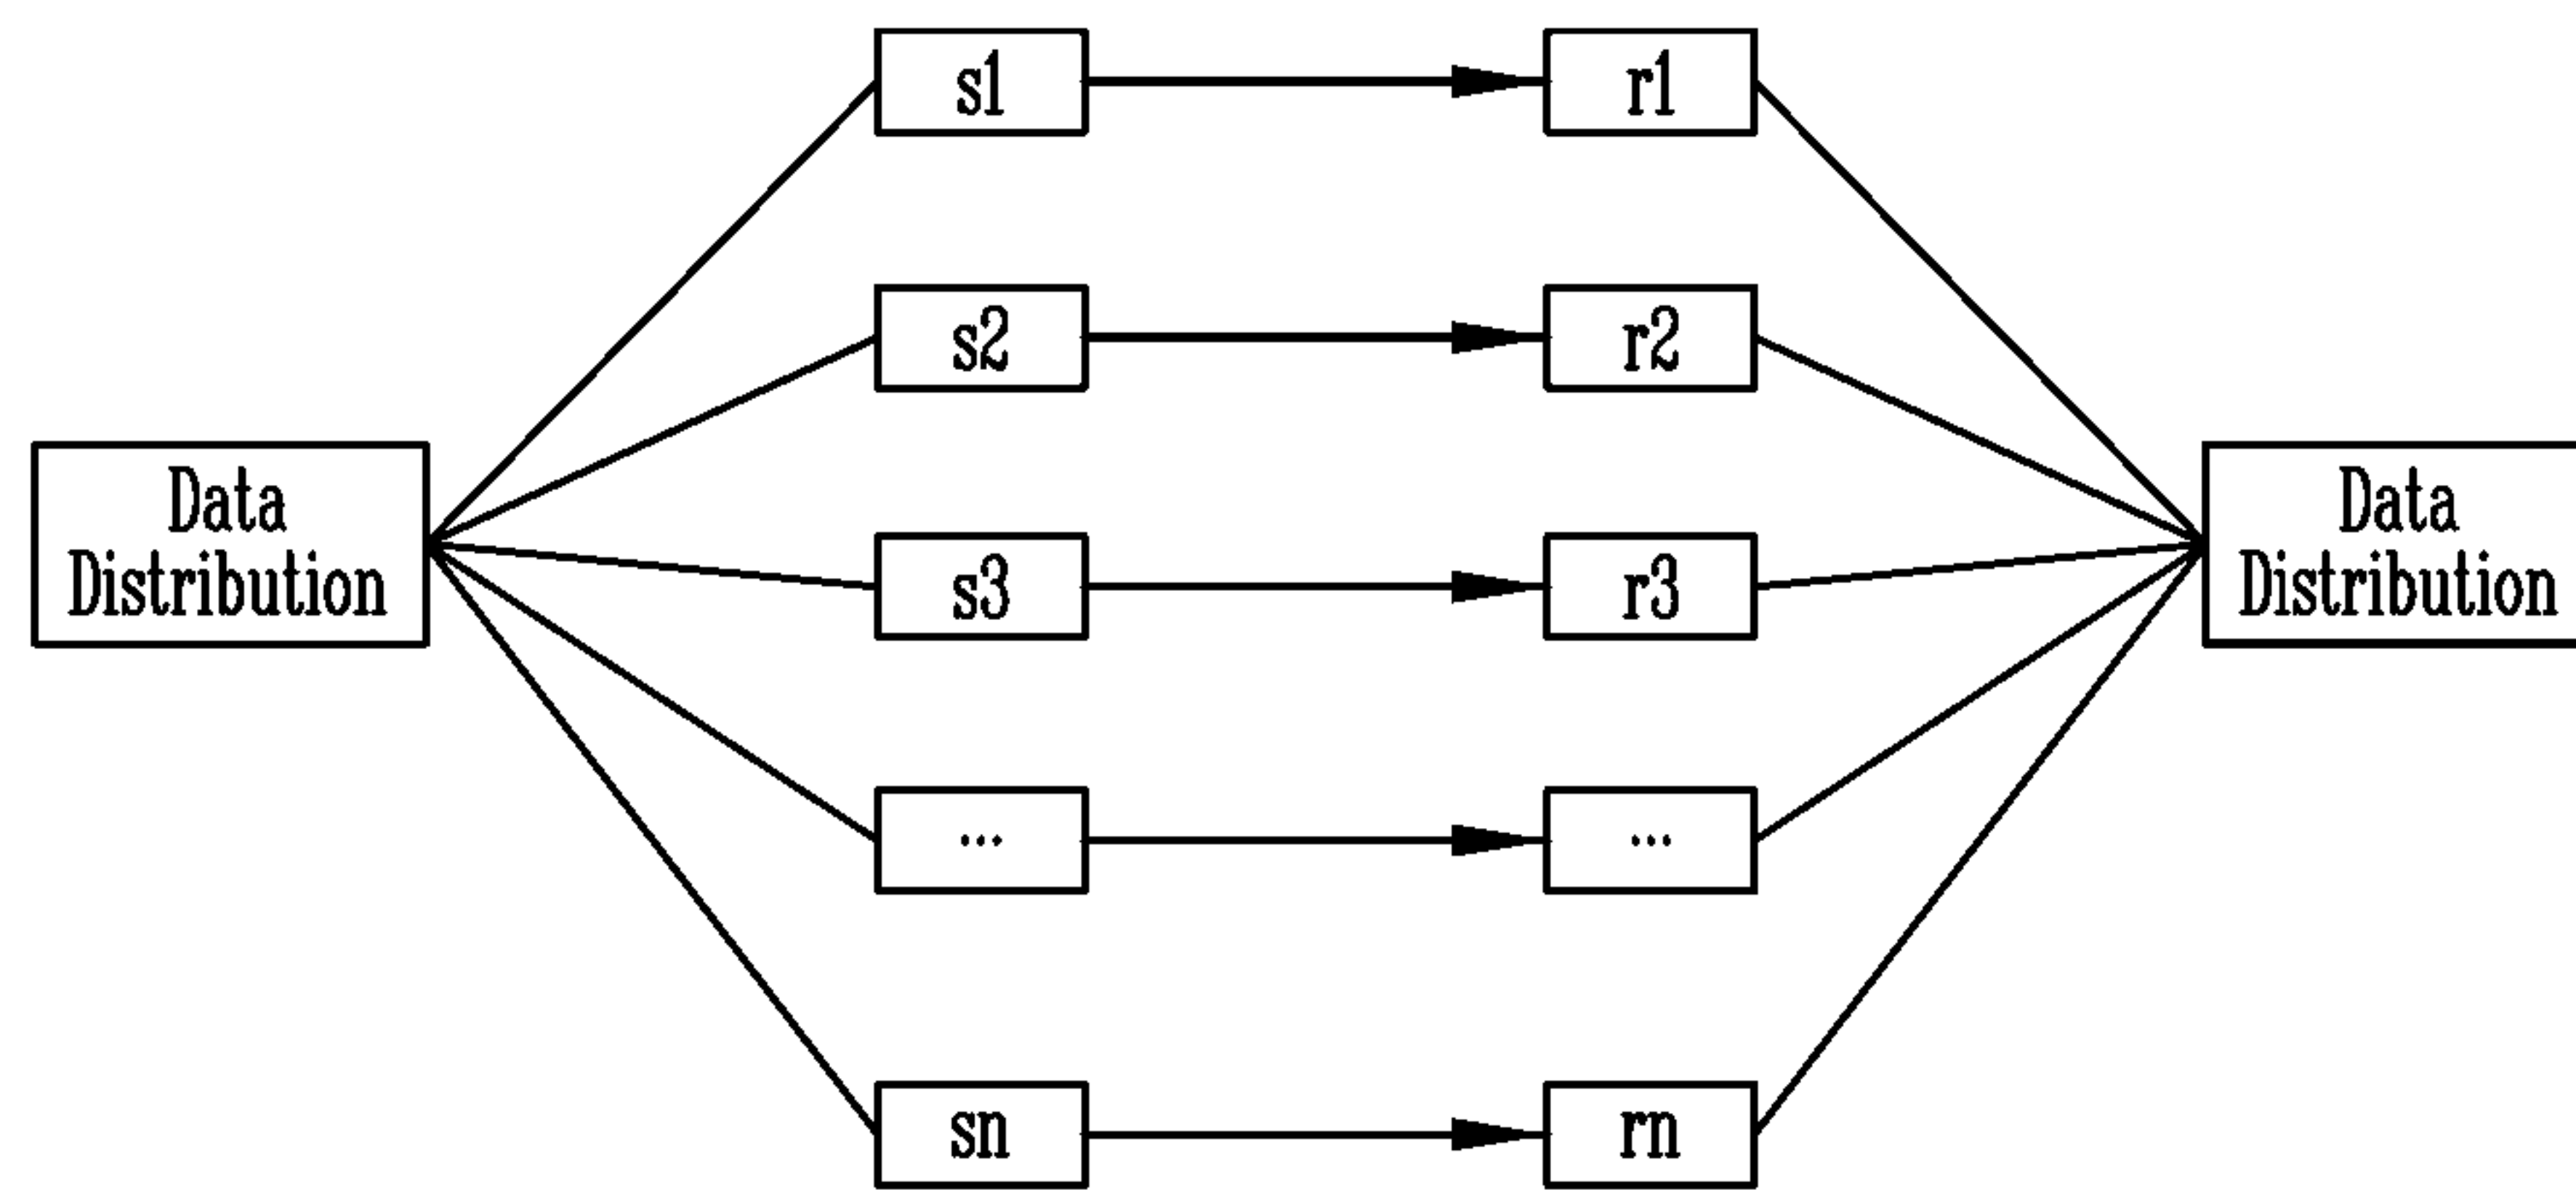 s1
r1
s2
r2
Data
Distribution
s3
r3
Data
Distribution
...
...
sn
rn